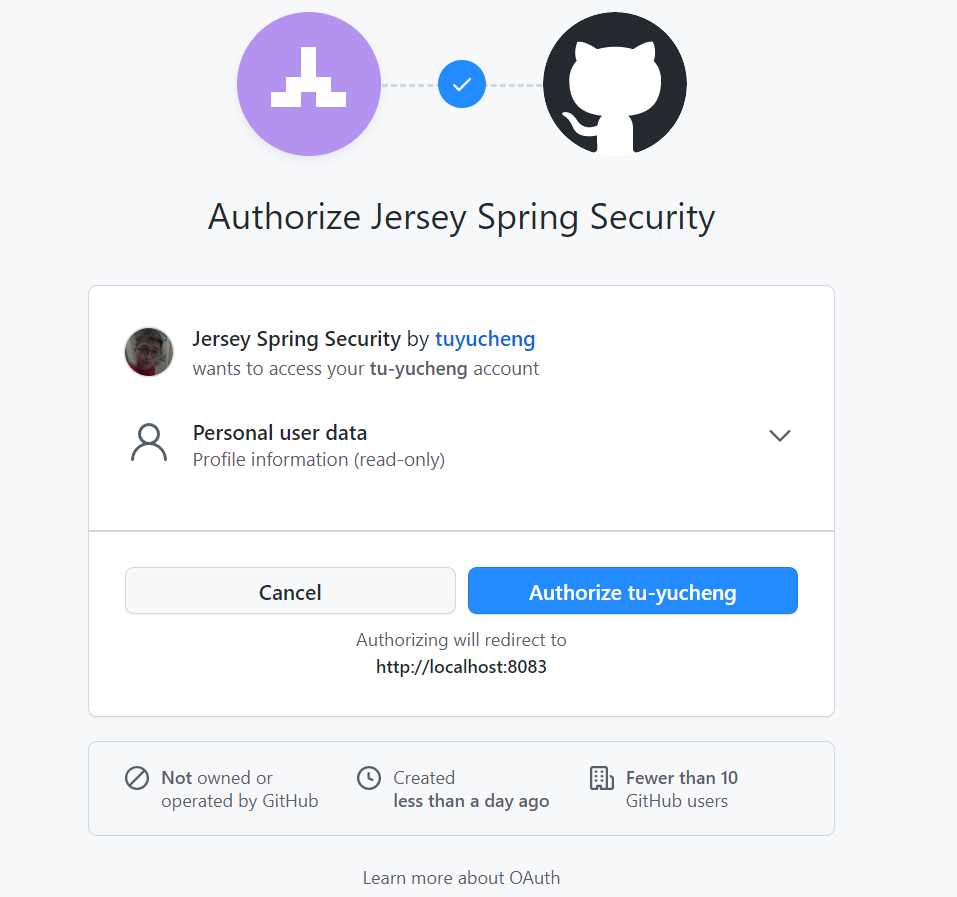 Authorize Jersey Spring Security
Jersey Spring Security by tuyucheng
wants to access your tu-yucheng account
Personal user data
Profile information (read-only)
Cancel
Authorize tu-yucheng
Authorizing will redirect to
http://localhost:8083
Not owned or
operated by GitHub
Created
less than a day ago
Fewer than 10
GitHub users
Learn more about OAuth